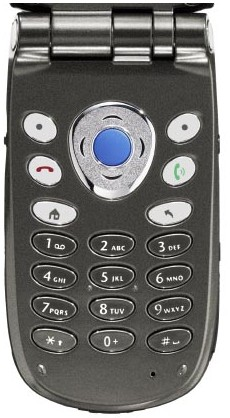 1 2 ABC 3 DEF
4 GHI 5 JKL 6 MNO
7 PQRS 8 TUV 9 WXYZ
* 0+ #